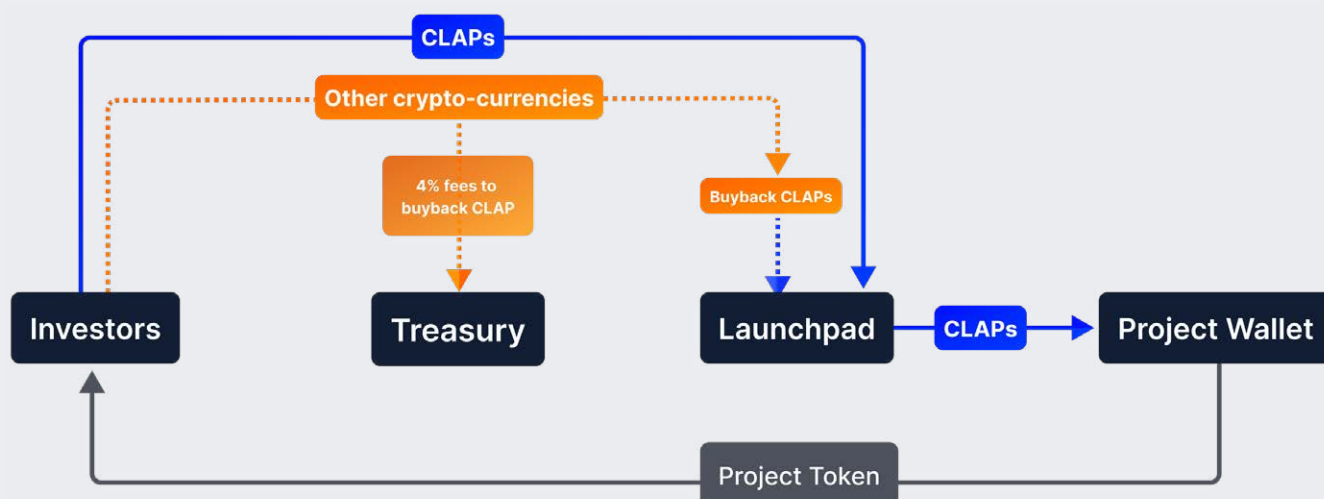 CLAPs
Other crypto-currencies
4% fees to
buyback CLAP
Buyback CLAPs
Investors
Treasury
Launchpad
CLAPs
Project Wallet
Project Token